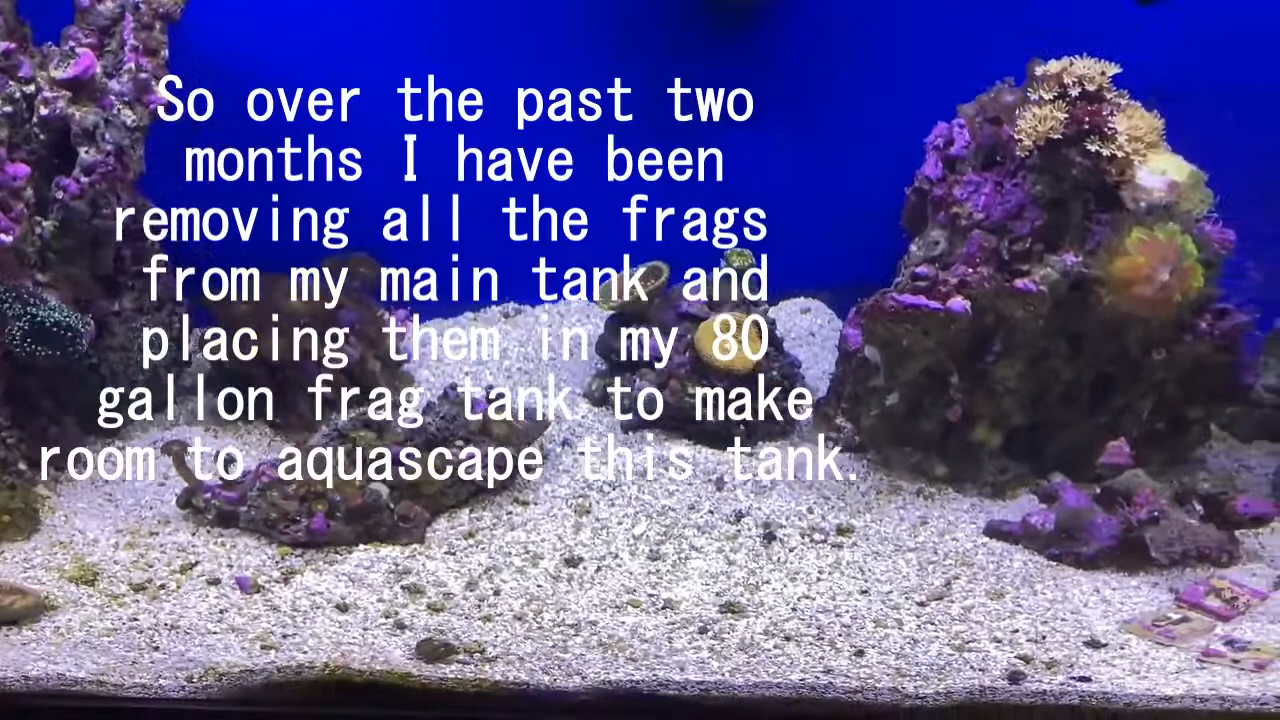 So over the past two
months I have been
removing all the frags
from my main tank and
placing them in my 80
gallon frag tank to make
room to aquascape this tank.